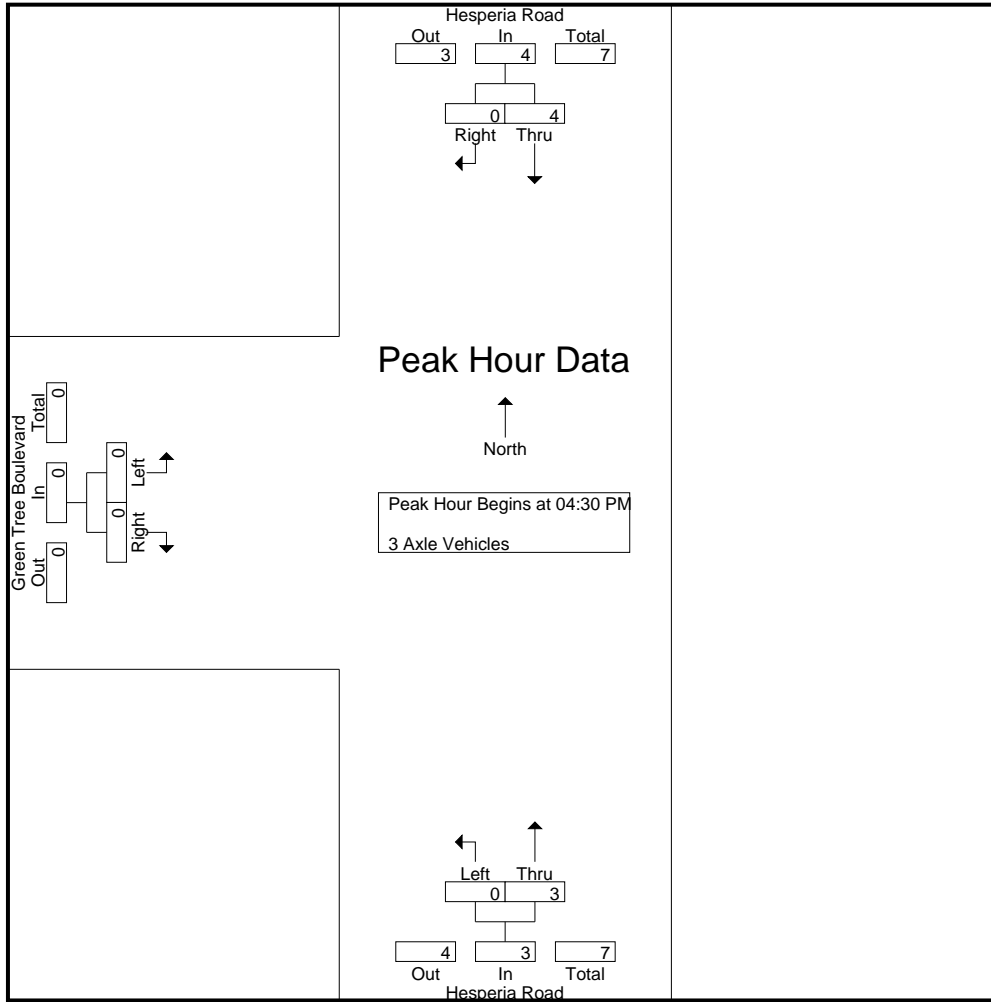 Hesperia Road
Out In Total
3 4 7
0 4
Right Thru
Peak Hour Data
North
Peak Hour Begins at 04:30 PM
3 Axle Vehicles
Green Tree Boulevard
Out In Total
0 0 0
0 0
Right Left
Left Thru
0 3
4 3 7
Out In Total
Hesperia Road